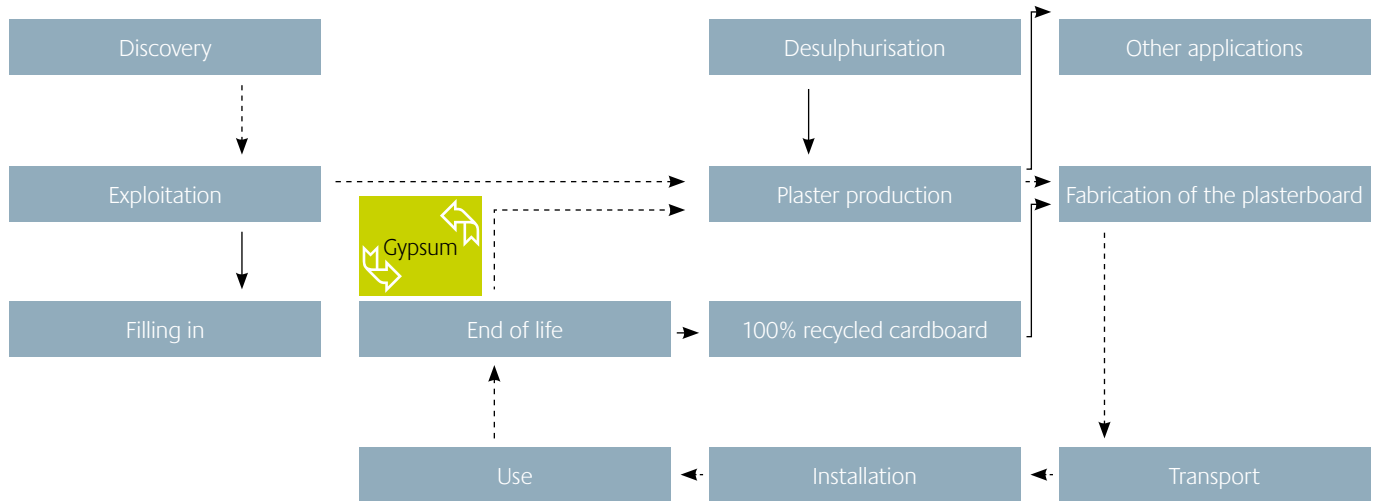 Discovery
Desulphurisation
Other applications
Exploitation
Plaster production
Fabrication of the plasterboard
Gypsum
Filling in
End of life
100% recycled cardboard
Use
Installation
Transport